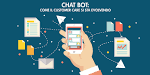 CHAT BOT:
COME IL CUSTOMER CARE SI STA EVOLVENDO